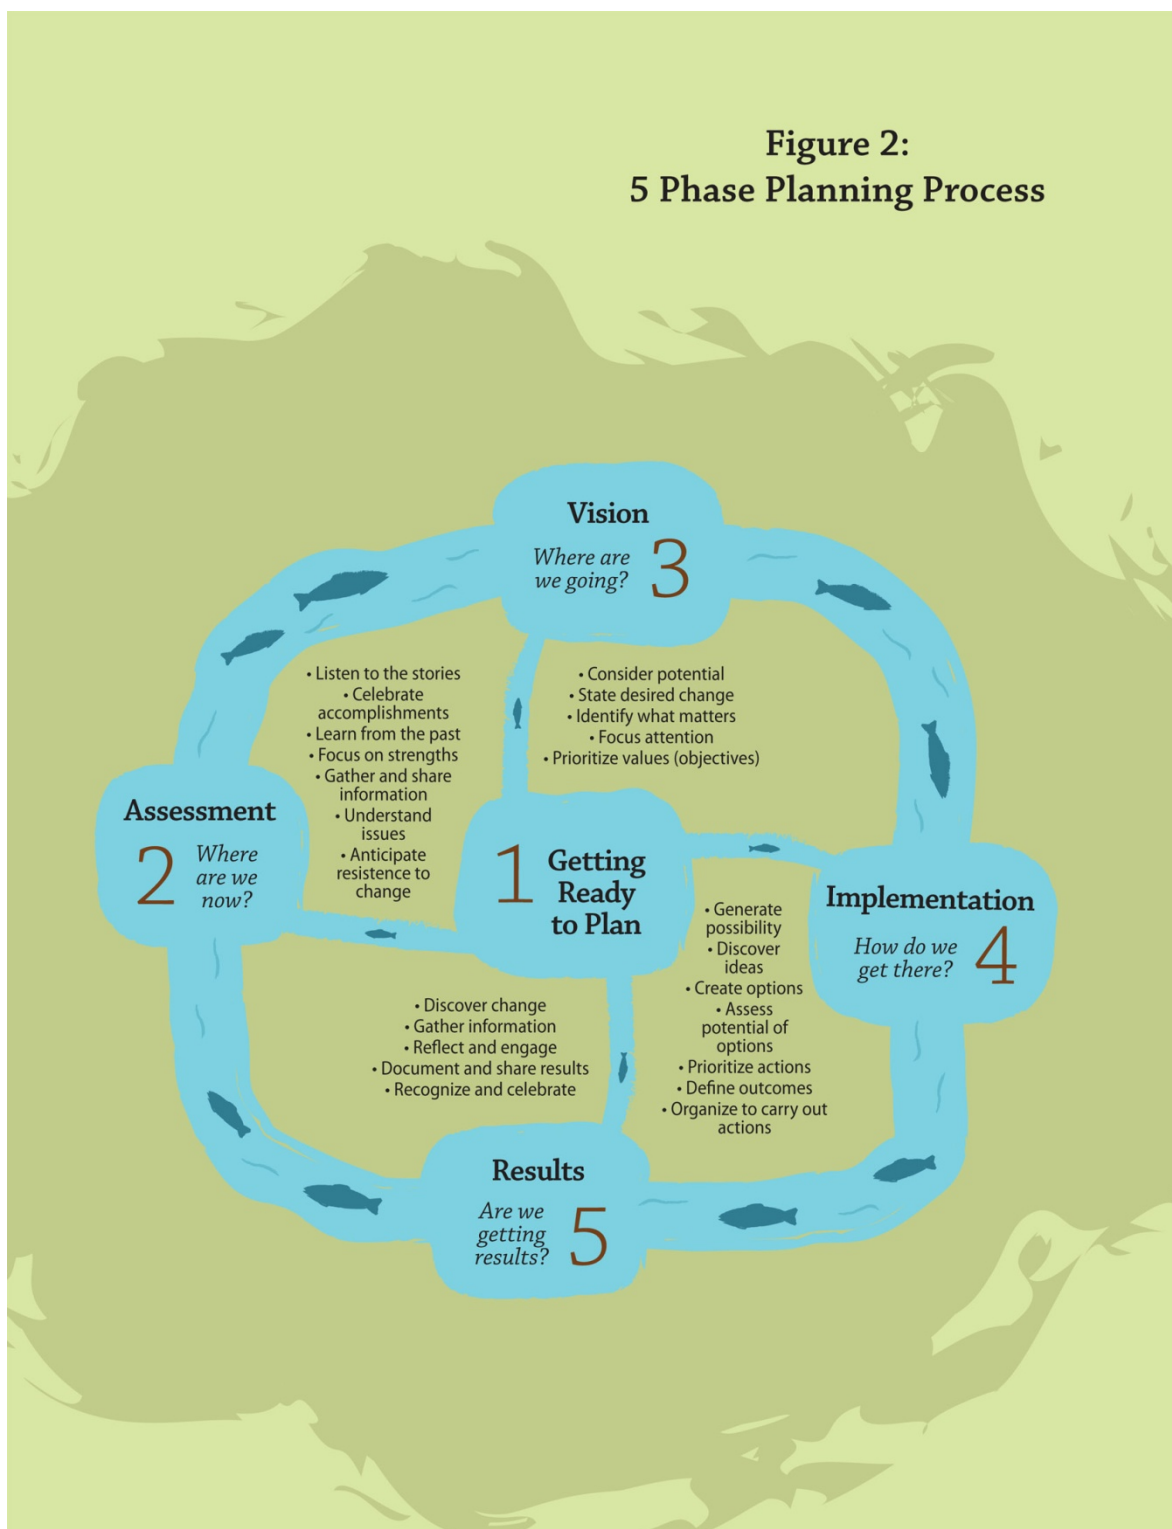 Figure 2:
5 Phase Planning Process
Vision
Where are
we going?
3
• Listen to the stories
• Celebrate
accomplishments
• Learn from the past
• Focus on strengths
• Gather and share
information
• Understand
issues
• Anticipate
resistence to
change
• Consider potential
• State desired change
• Identify what matters
• Focus attention
• Prioritize values (objectives)
Assessment
2
Where
are we
now?
1
Getting
Ready
to Plan
Implementation
How do we
get there?
4
• Generate
possibility
• Discover
ideas
• Create options
• Assess
potential of
options
• Prioritize actions
• Define outcomes
• Organize to carry out
actions
• Discover change
• Gather information
• Reflect and engage
• Document and share results
• Recognize and celebrate
Results
Are we
getting
results?
5